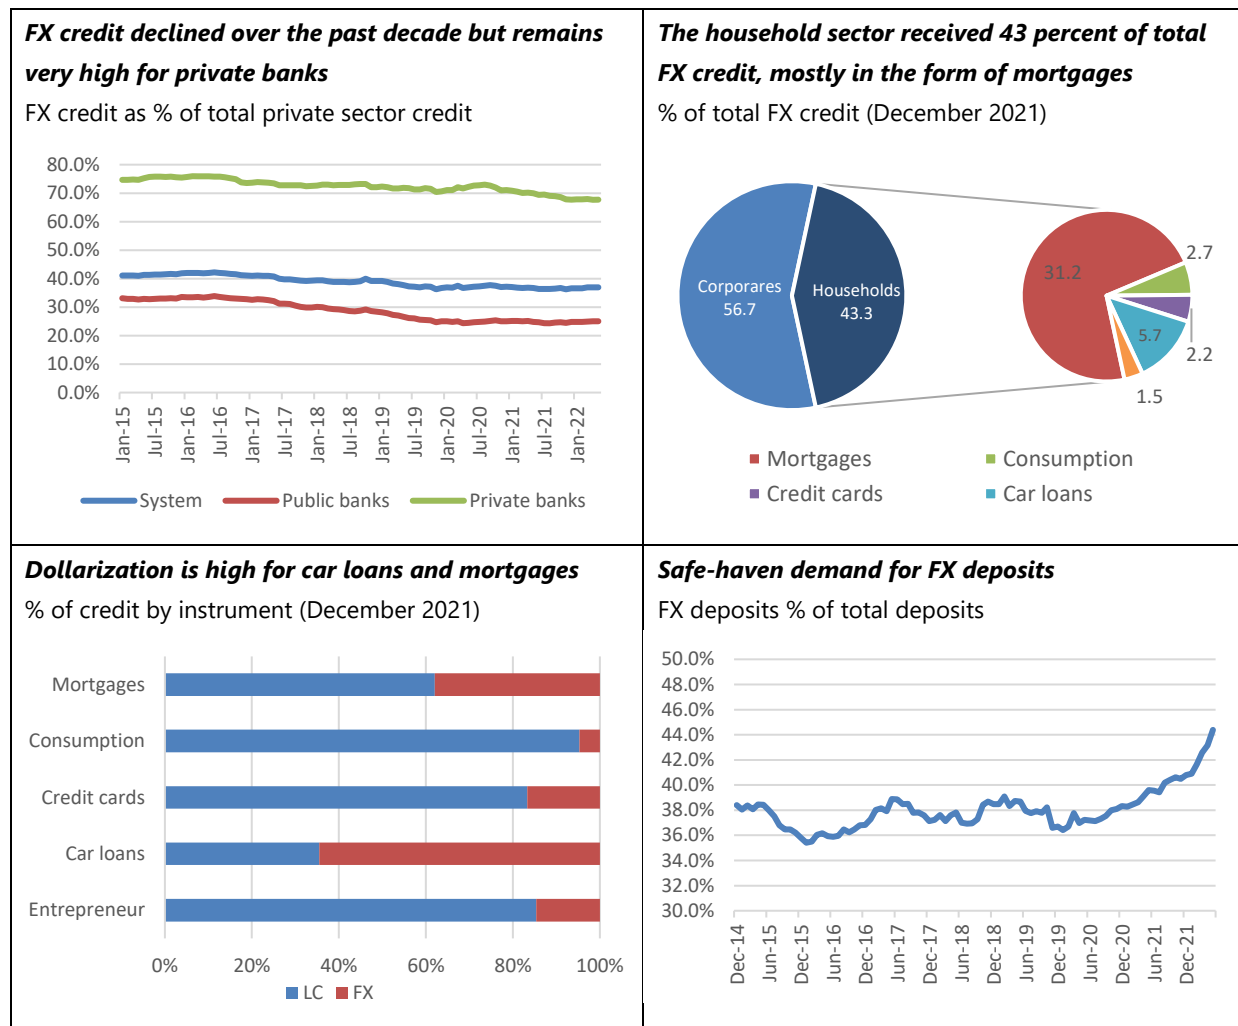 FX credit declined over the past decade but remains
very high for private banks
FX credit as % of total private sector credit
80.0%
70.0%
60.0%
50.0%
40.0%
30.0%
20.0%
10.0%
0.0%
Jan-15
Jul-15
Jan-16
Jul-16
Jan-17
Jul-17
Jan-18
Jul-18
Jan-19
Jul-19
Jan-20
Jul-20
Jan-21
Jul-21
Jan-22
System Public banks Private banks
The household sector received 43 percent of total
FX credit, mostly in the form of mortgages
% of total FX credit (December 2021)
Corporares
56.7
Households
43.3
31.2
2.7
2.2
5.7
1.5
Mortgages Consumption
Credit cards Car loans
Dollarization is high for car loans and mortgages
% of credit by instrument (December 2021)
Mortgages
Consumption
Credit cards
Car loans
Entrepreneur
0% 20% 40% 60% 80% 100%
LC FX
Safe-haven demand for FX deposits
FX deposits % of total deposits
50.0%
48.0%
46.0%
44.0%
42.0%
40.0%
38.0%
36.0%
34.0%
32.0%
30.0%
Dec-14
Jun-15
Dec-15
Jun-16
Dec-16
Jun-17
Dec-17
Jun-18
Dec-18
Jun-19
Dec-19
Jun-20
Dec-20
Jun-21
Dec-21